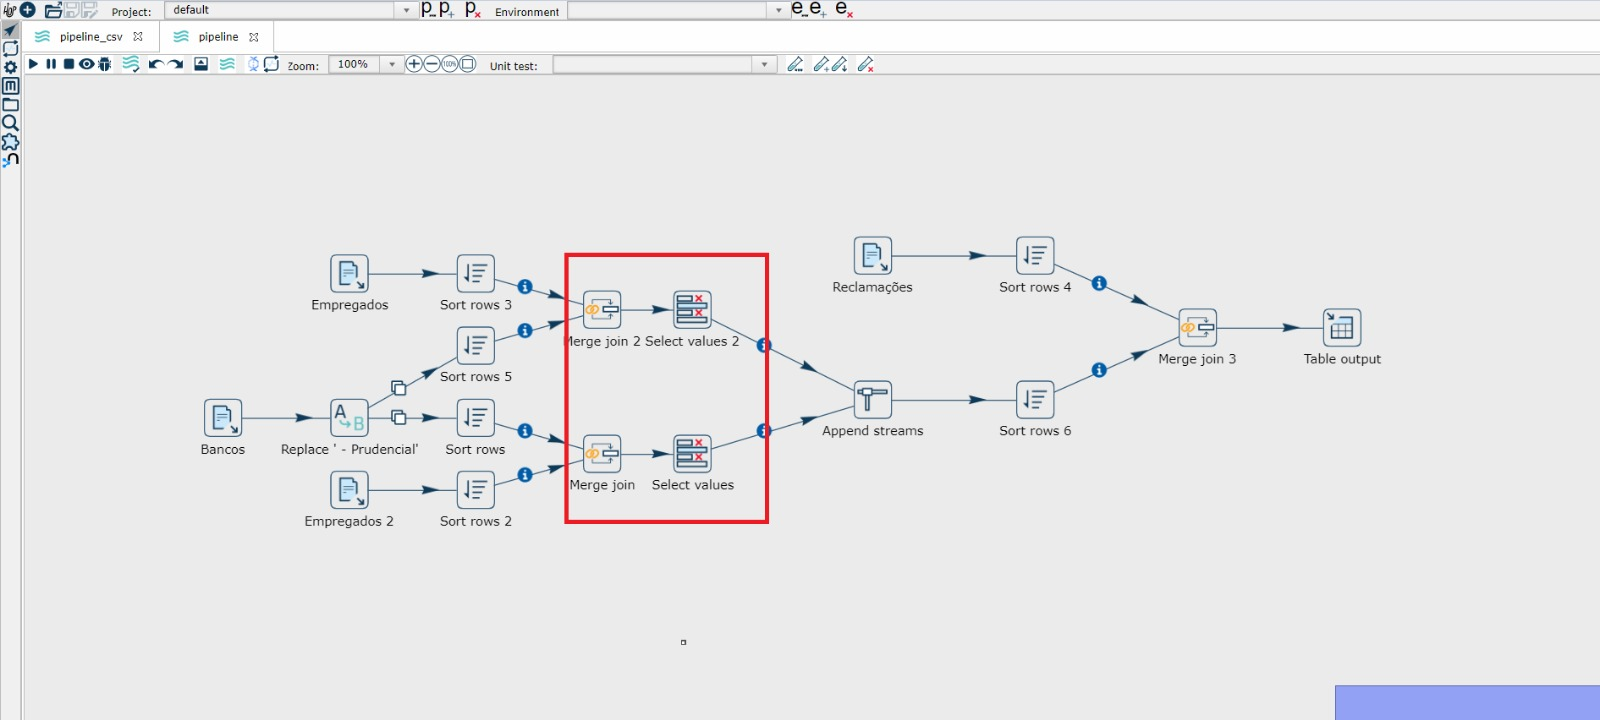 Project: default Environment
pipeline_csv pipeline
Zoom: 100% 100% Unit test:
Empregados
Sort rows 3
Merge join 2
Select values 2
Sort rows 5
Bancos
Replace ' - Prudencial'
Sort rows
Empregados 2
Sort rows 2
Merge join
Select values
Append streams
Reclamações
Sort rows 4
Sort rows 6
Merge join 3
Table output